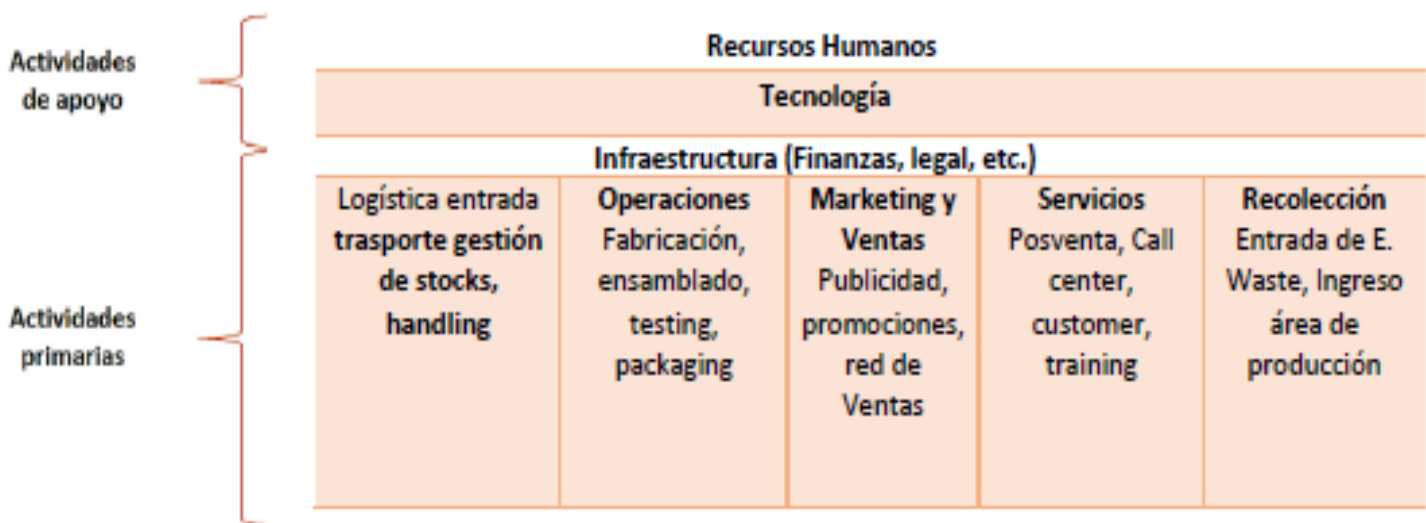 Actividades
de apoyo
Recursos Humanos
Tecnología
Infraestructura (Finanzas, legal, etc.)
Actividades
primarias
Logística entrada
trasporte gestión
de stocks,
handling
Operaciones
Fabricación,
ensamblado,
testing,
packaging
Marketing y
Ventas
Publicidad,
promociones,
red de
Ventas
Servicios
Posventa, Call
center,
customer,
training
Recolección
Entrada de E.
Waste, Ingreso
área de
producción